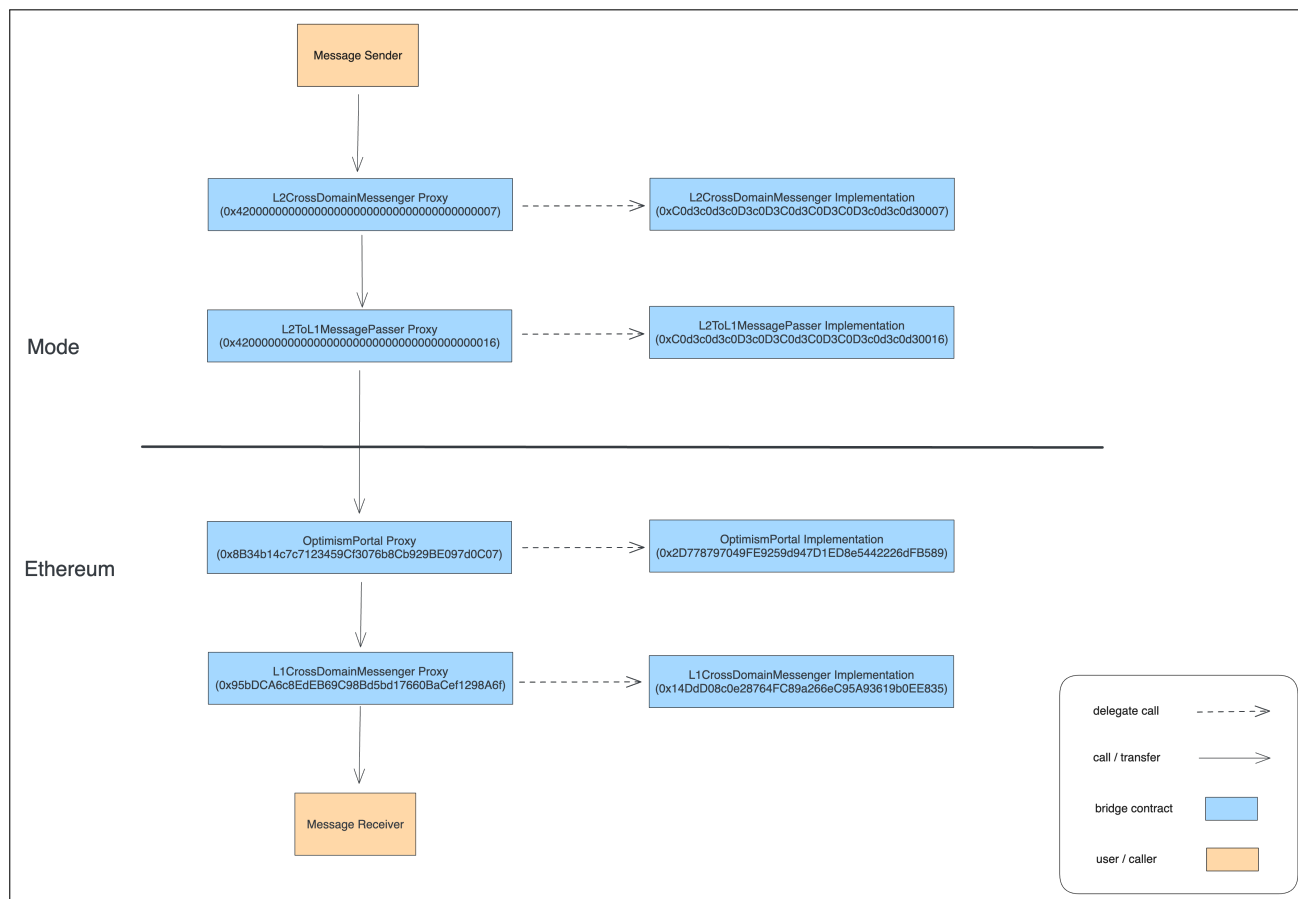 Message Sender
L2CrossDomainMessenger Proxy
(0x4200000000000000000000000000000000000007)
L2CrossDomainMessenger Implementation
(0xC0d3c0d3c0D3c0D3C0d3C0D3C0D3c0d3c0d30007)
L2ToL1MessagePasser Proxy
(0x4200000000000000000000000000000000000016)
L2ToL1MessagePasser Implementation
(0xC0d3c0d3c0D3c0D3C0d3C0D3C0D3c0d3c0d30016)
Mode
Ethereum
OptimismPortal Proxy
(0x8B34b14c7c7123459Cf3076b8Cb929BE097d0C07)
OptimismPortal Implementation
(0x2D778797049FE9259d947D1ED8e5442226dFB589)
L1CrossDomainMessenger Proxy
(0x95bDCA6c8EdEB69C98Bd5bd17660BaCef1298A6f)
L1CrossDomainMessenger Implementation
(0x14DdD08c0e28764FC89a266eC95A93619b0EE835)
Message Receiver
delegate call
call / transfer
bridge contract
user / caller